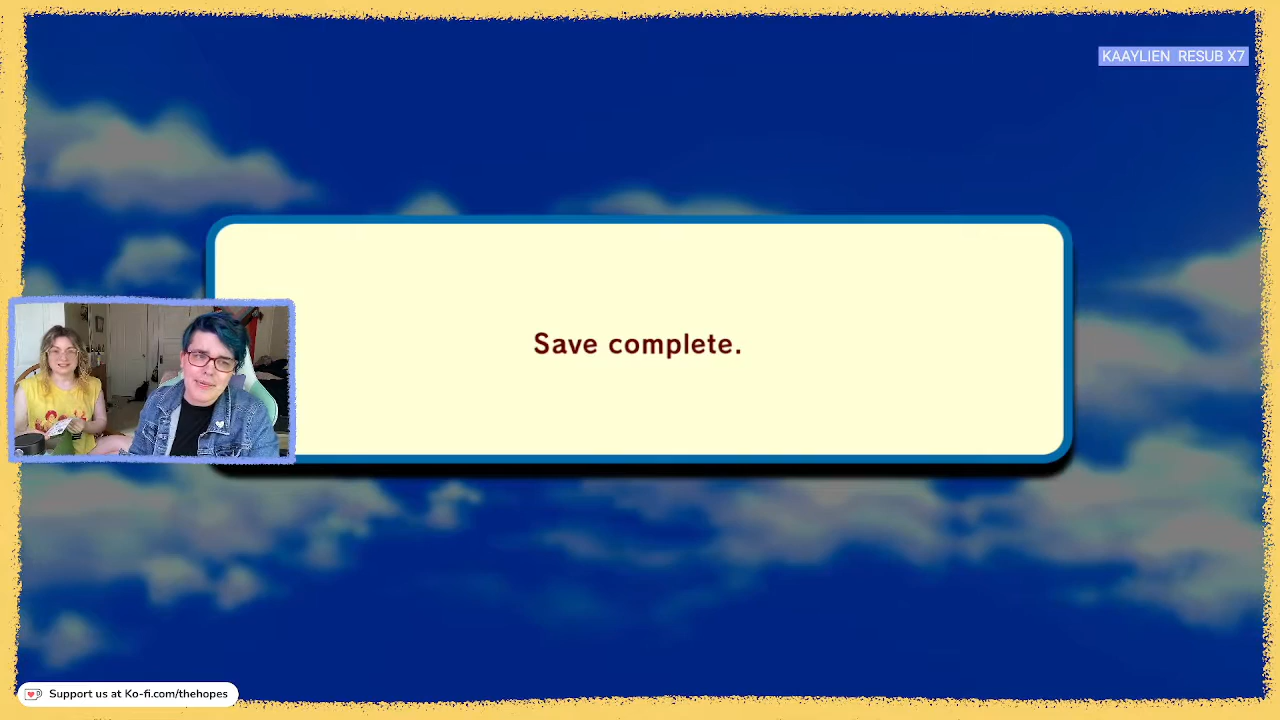 KAAYLIEN RESUB X7
Save complete.
Support us at Ko-fi.com/thehopes